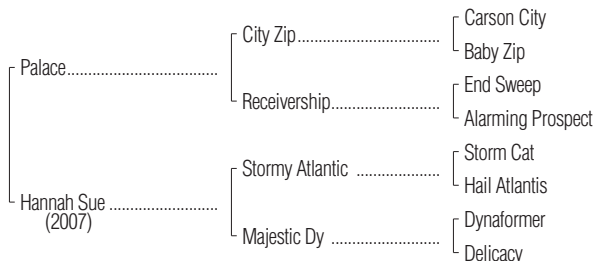 City Zip
Carson City
Baby Zip
Palace
Receivership
End Sweep
Alarming Prospect
Stormy Atlantic
Storm Cat
Hail Atlantis
Hannah Sue
(2007)
Majestic Dy
Dynaformer
Delicacy